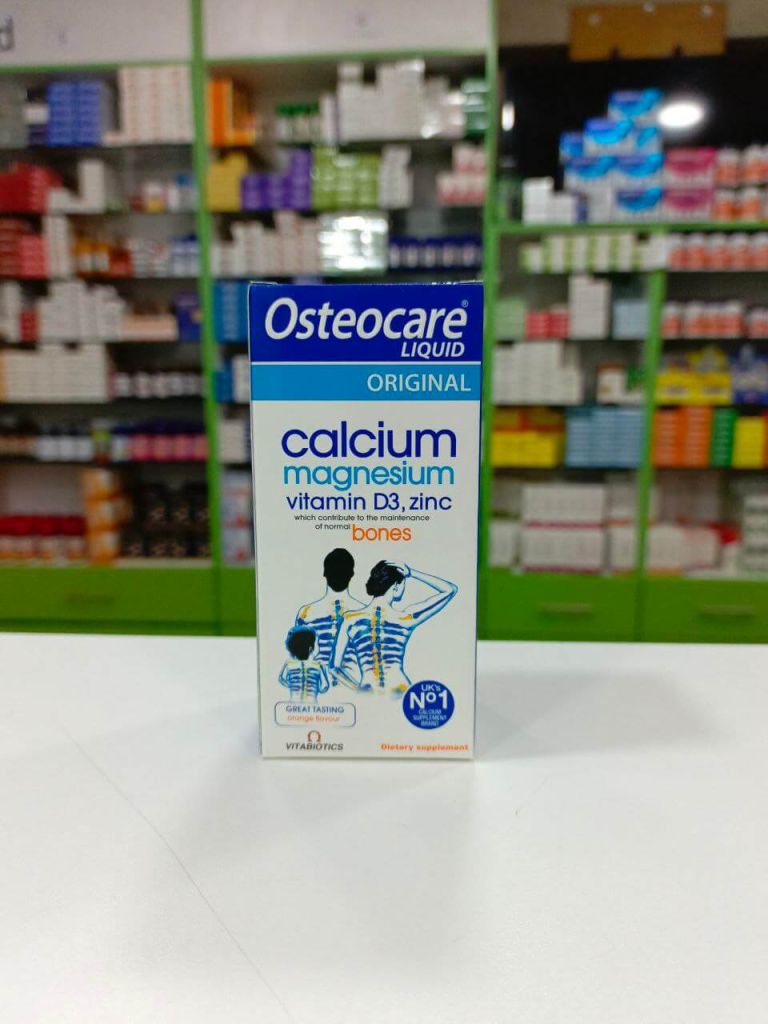 Osteocare®
LIQUID
ORIGINAL
calcium
magnesium
vitamin D3, zinc
which contribute to the maintenance
of normal bones
GREAT TASTING
orange flavour
UK's
Nº1
CALCIUM
SUPPLEMENT
BRAND
VITABIOTICS
Dietary supplement